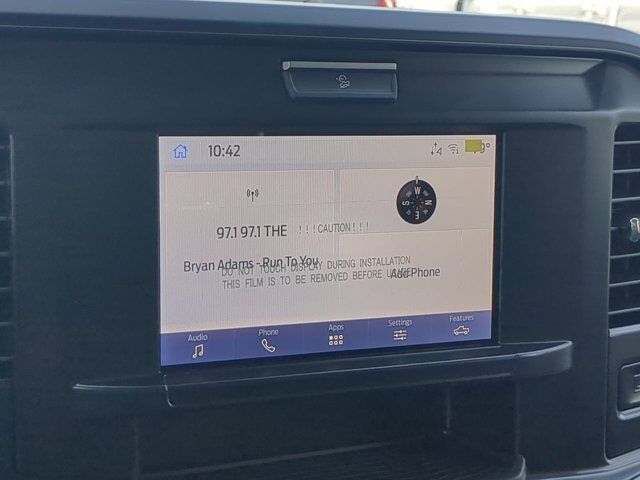 10:42
9°
97.1 97.1 THE
!!!CAUTION!!!
Bryan Adams - Run To You
DO NOT TOUCH DISPLAY DURING INSTALLATION
THIS FILM IS TO BE REMOVED BEFORE
W
S
N
E
Add Phone
Audio
Phone
Apps
Settings
Features